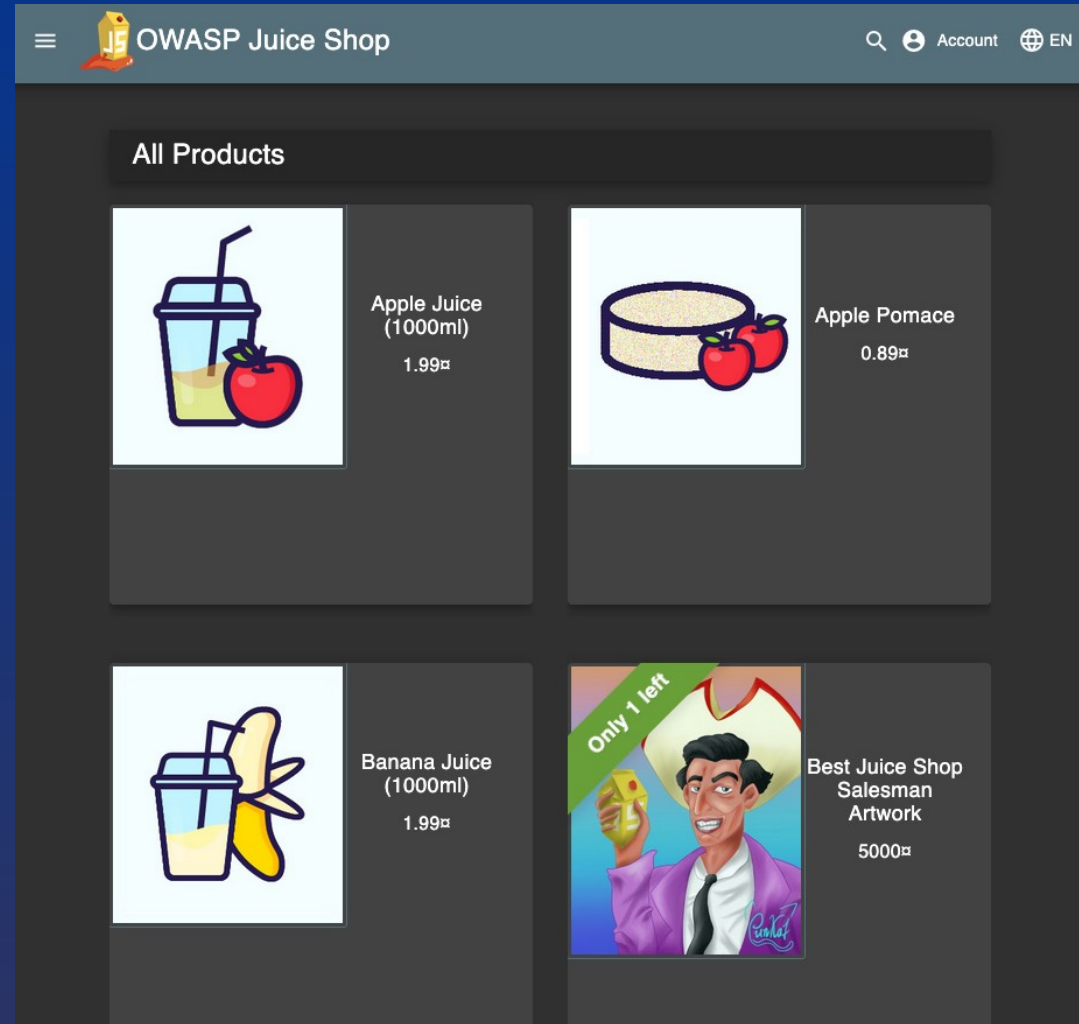 OWASP Juice Shop
Account
EN
All Products
Apple Juice
(1000ml)
1.99¤
Apple Pomace
0.89¤
Banana Juice
(1000ml)
1.99¤
Only 1 left
Best Juice Shop
Salesman
Artwork
5000¤